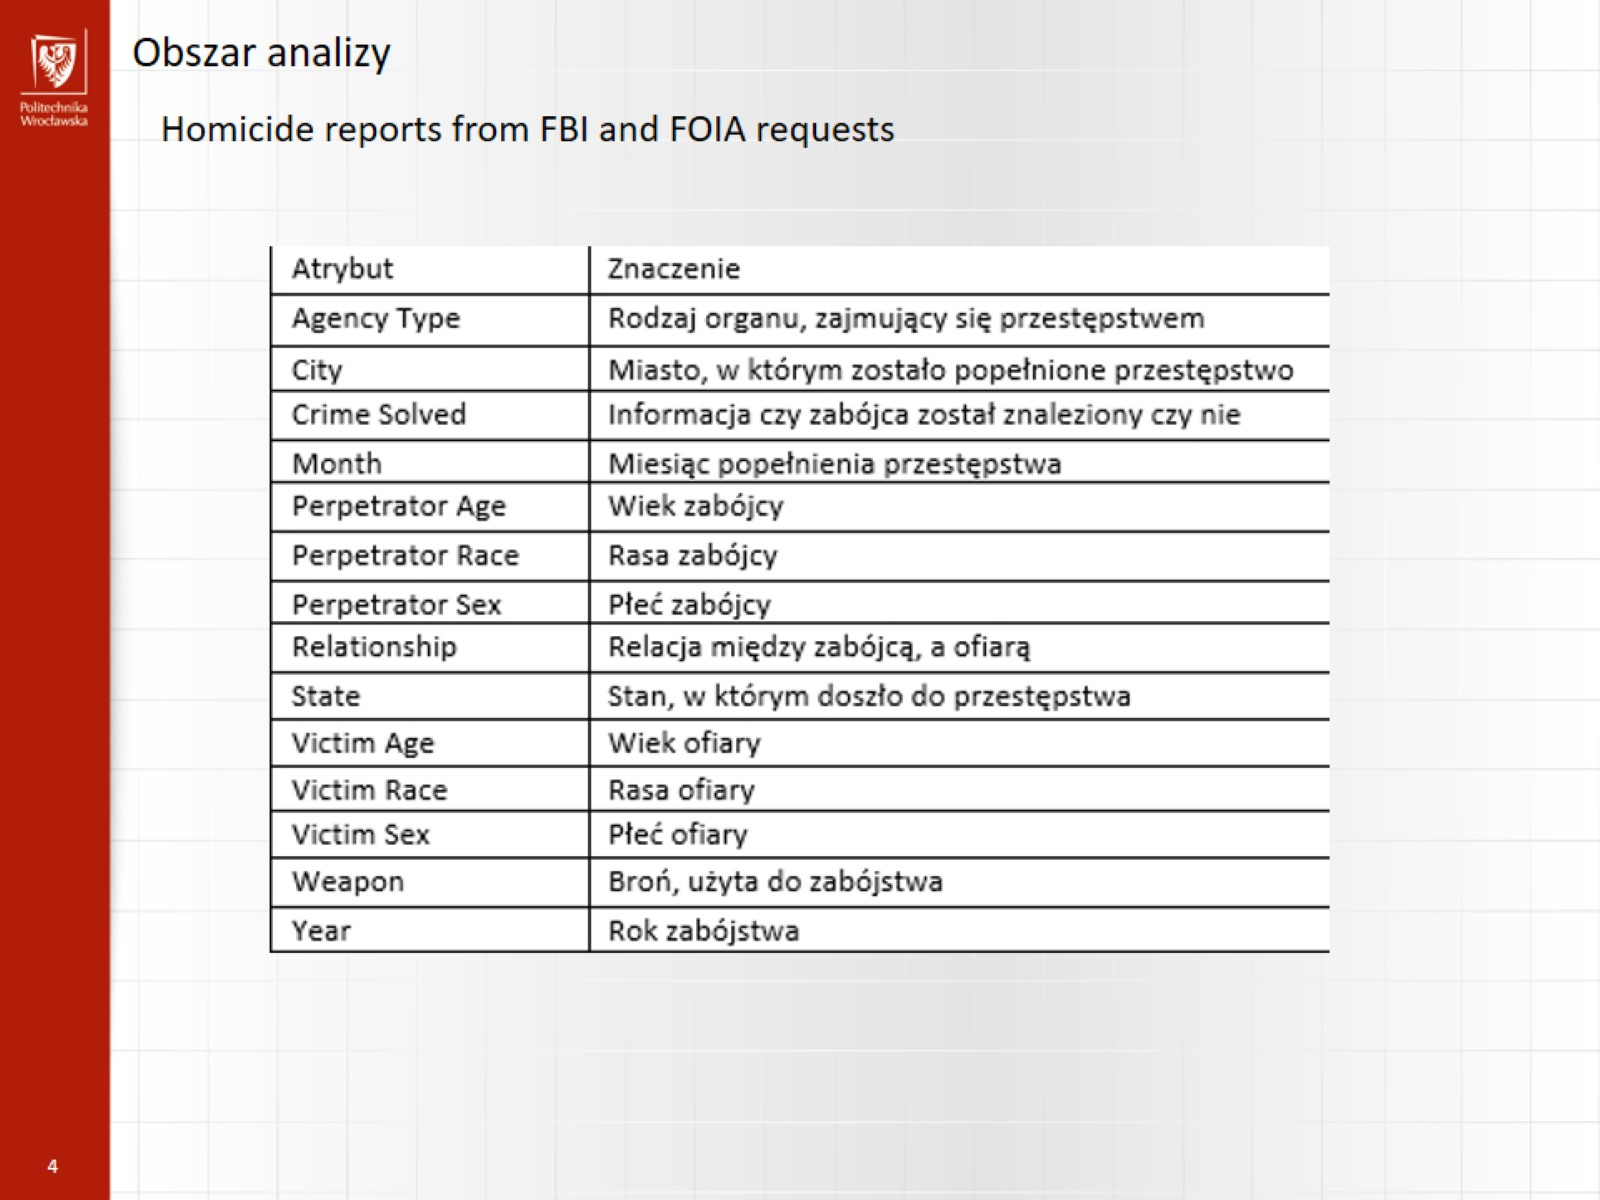 Politechnika
Wrocławska
Obszar analizy
Homicide reports from FBI and FOIA requests
Atrybut Znaczenie
Agency Type Rodzaj organu, zajmujący się przestępstwem
City Miasto, w którym zostało popełnione przestępstwo
Crime Solved Informacja czy zabójca został znaleziony czy nie
Month Miesiąc popełnienia przestępstwa
Perpetrator Age Wiek zabójcy
Perpetrator Race Rasa zabójcy
Perpetrator Sex Płeć zabójcy
Relationship Relacja między zabójcą, a ofiarą
State Stan, w którym doszło do przestępstwa
Victim Age Wiek ofiary
Victim Race Rasa ofiary
Victim Sex Płeć ofiary
Weapon Broń, użyta do zabójstwa
Year Rok zabójstwa
4